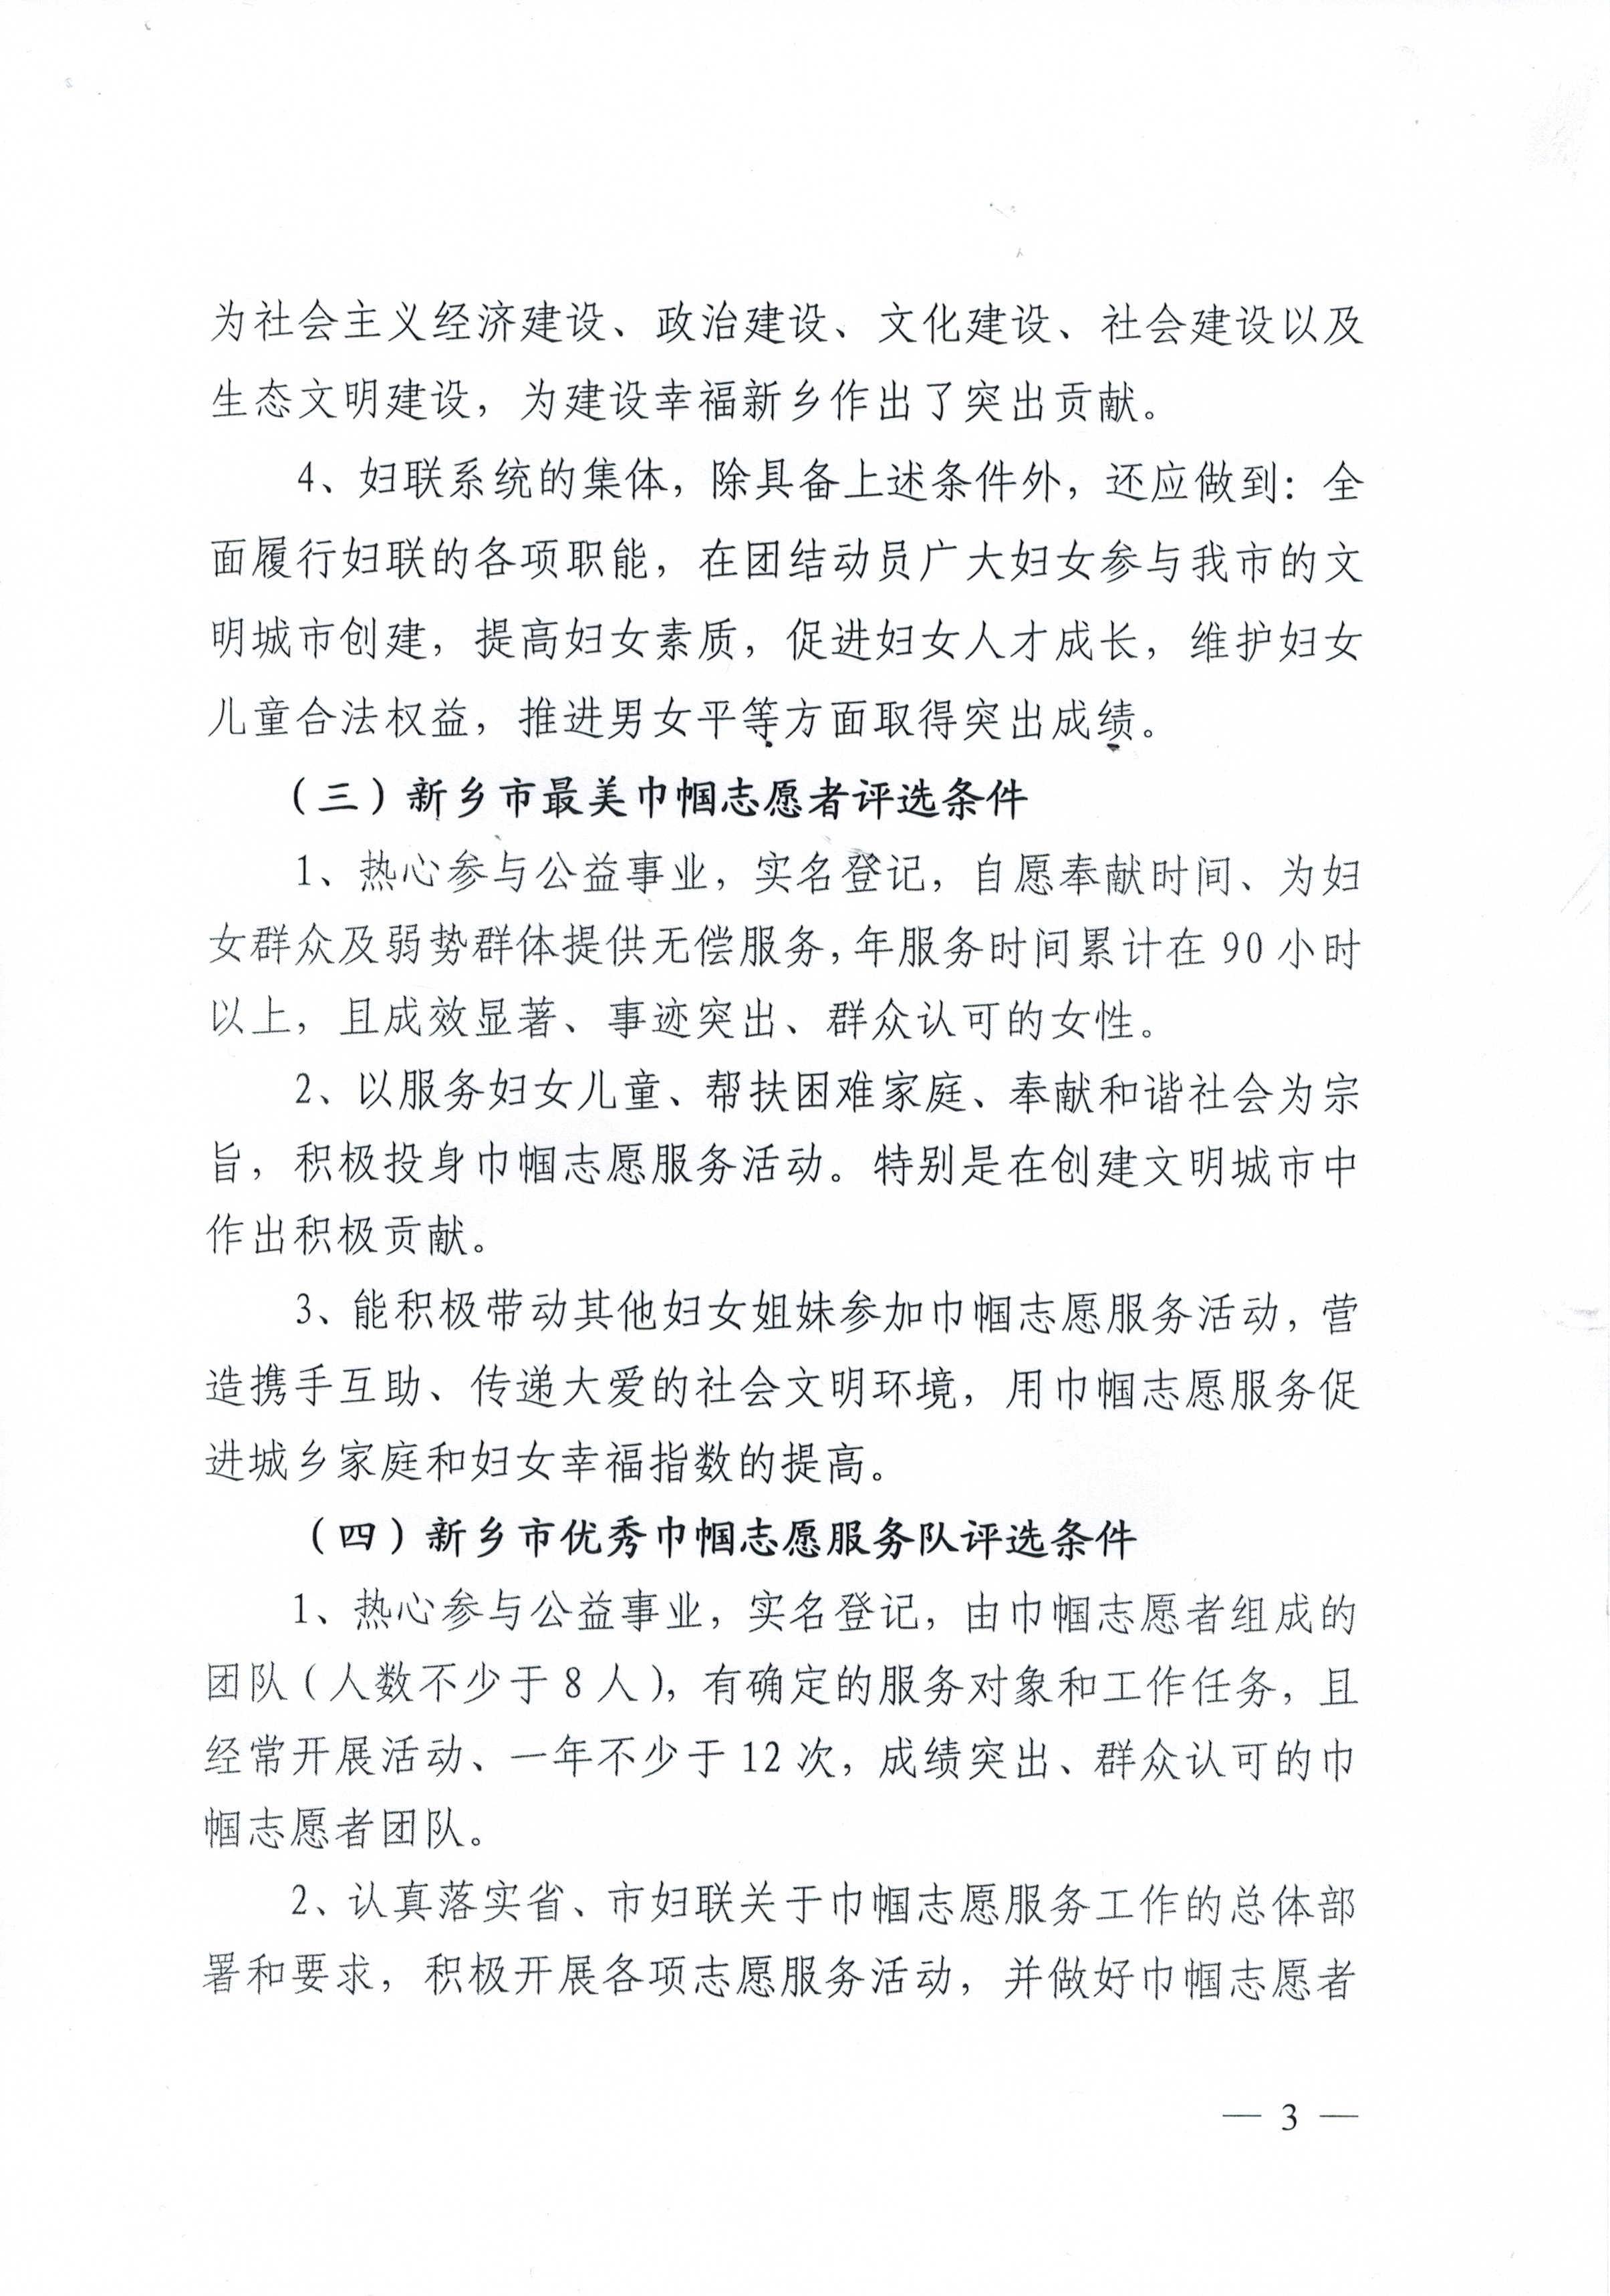 为社会主义经济建设、政治建设、文化建设、社会建设以及
生态文明建设，为建设幸福新乡作出了突出贡献。
4、妇联系统的集体，除具备上述条件外，还应做到：全
面履行妇联的各项职能，在团结动员广大妇女参与我市的文
明城市创建，提高妇女素质，促进妇女人才成长，维护妇女
儿童合法权益，推进男女平等方面取得突出成绩。
（三）新乡市最美巾帼志愿者评选条件
1、热心参与公益事业，实名登记，自愿奉献时间、为妇
女群众及弱势群体提供无偿服务，年服务时间累计在 90 小时
以上，且成效显著、事迹突出、群众认可的女性。
2、以服务妇女儿童、帮扶困难家庭、奉献和谐社会为宗
旨，积极投身巾帼志愿服务活动。特别是在创建文明城市中
作出积极贡献。
3、能积极带动其他妇女姐妹参加巾帼志愿服务活动，营
造携手互助、传递大爱的社会文明环境，用巾帼志愿服务促
进城乡家庭和妇女幸福指数的提高。
（四）新乡市优秀巾帼志愿服务队评选条件
1、热心参与公益事业，实名登记，由巾帼志愿者组成的
团队（人数不少于 8 人），有确定的服务对象和工作任务，且
经常开展活动、一年不少于 12 次，成绩突出、群众认可的巾
帼志愿者团队。
2、认真落实省、市妇联关于巾帼志愿服务工作的总体部
署和要求，积极开展各项志愿服务活动，并做好巾帼志愿者
— 3 —